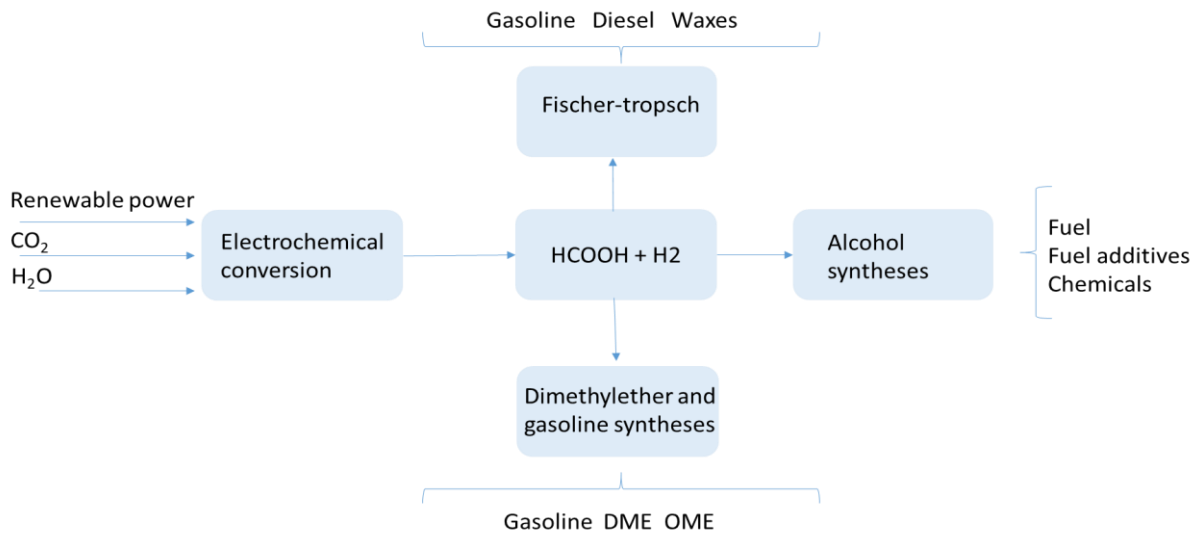 Gasoline Diesel Waxes
Fischer-tropsch
Renewable power
CO₂
H₂O
Electrochemical
conversion
HCOOH + H2
Alcohol
syntheses
Fuel
Fuel additives
Chemicals
Dimethylether and
gasoline syntheses
Gasoline DME OME